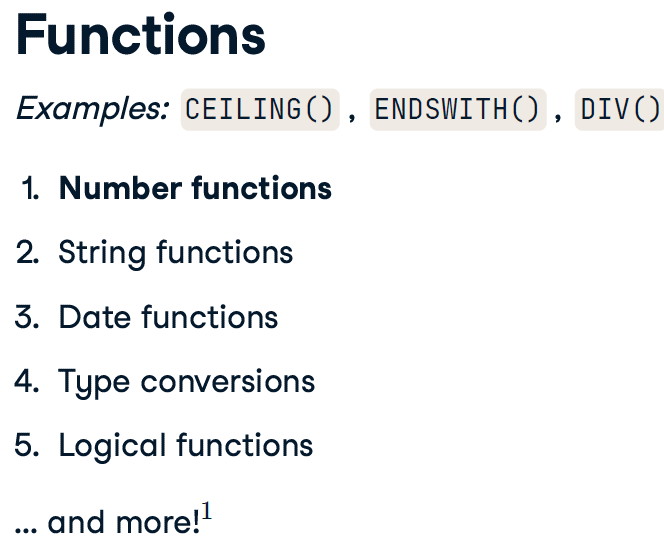 Functions
Examples: CEILING() , ENDSWITH() , DIV()
1. Number functions
2. String functions
3. Date functions
4. Type conversions
5. Logical functions
... and more!1